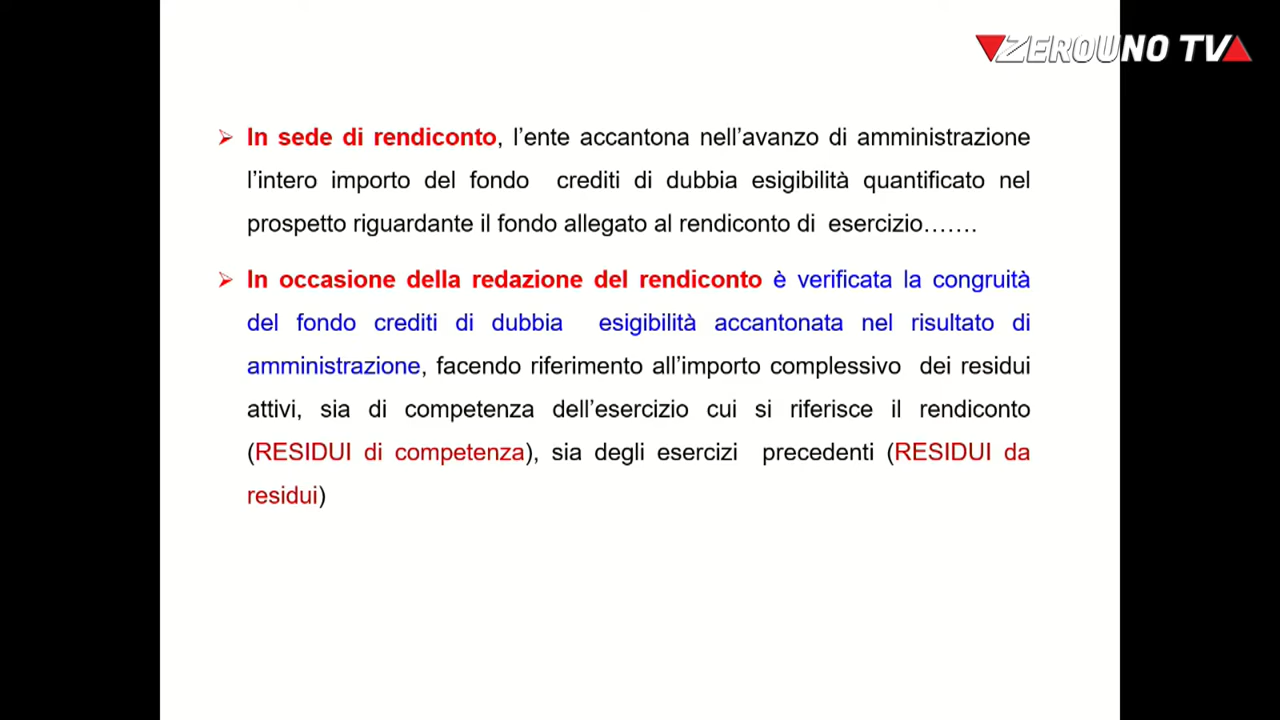 ZEROUNO TV
In sede di rendiconto, l’ente accantona nell’avanzo di amministrazione
l’intero importo del fondo crediti di dubbia esigibilità quantificato nel
prospetto riguardante il fondo allegato al rendiconto di esercizio…….
In occasione della redazione del rendiconto è verificata la congruità
del fondo crediti di dubbia esigibilità accantonata nel risultato di
amministrazione, facendo riferimento all’importo complessivo dei residui
attivi, sia di competenza dell’esercizio cui si riferisce il rendiconto
(RESIDUI di competenza), sia degli esercizi precedenti (RESIDUI da
residui)